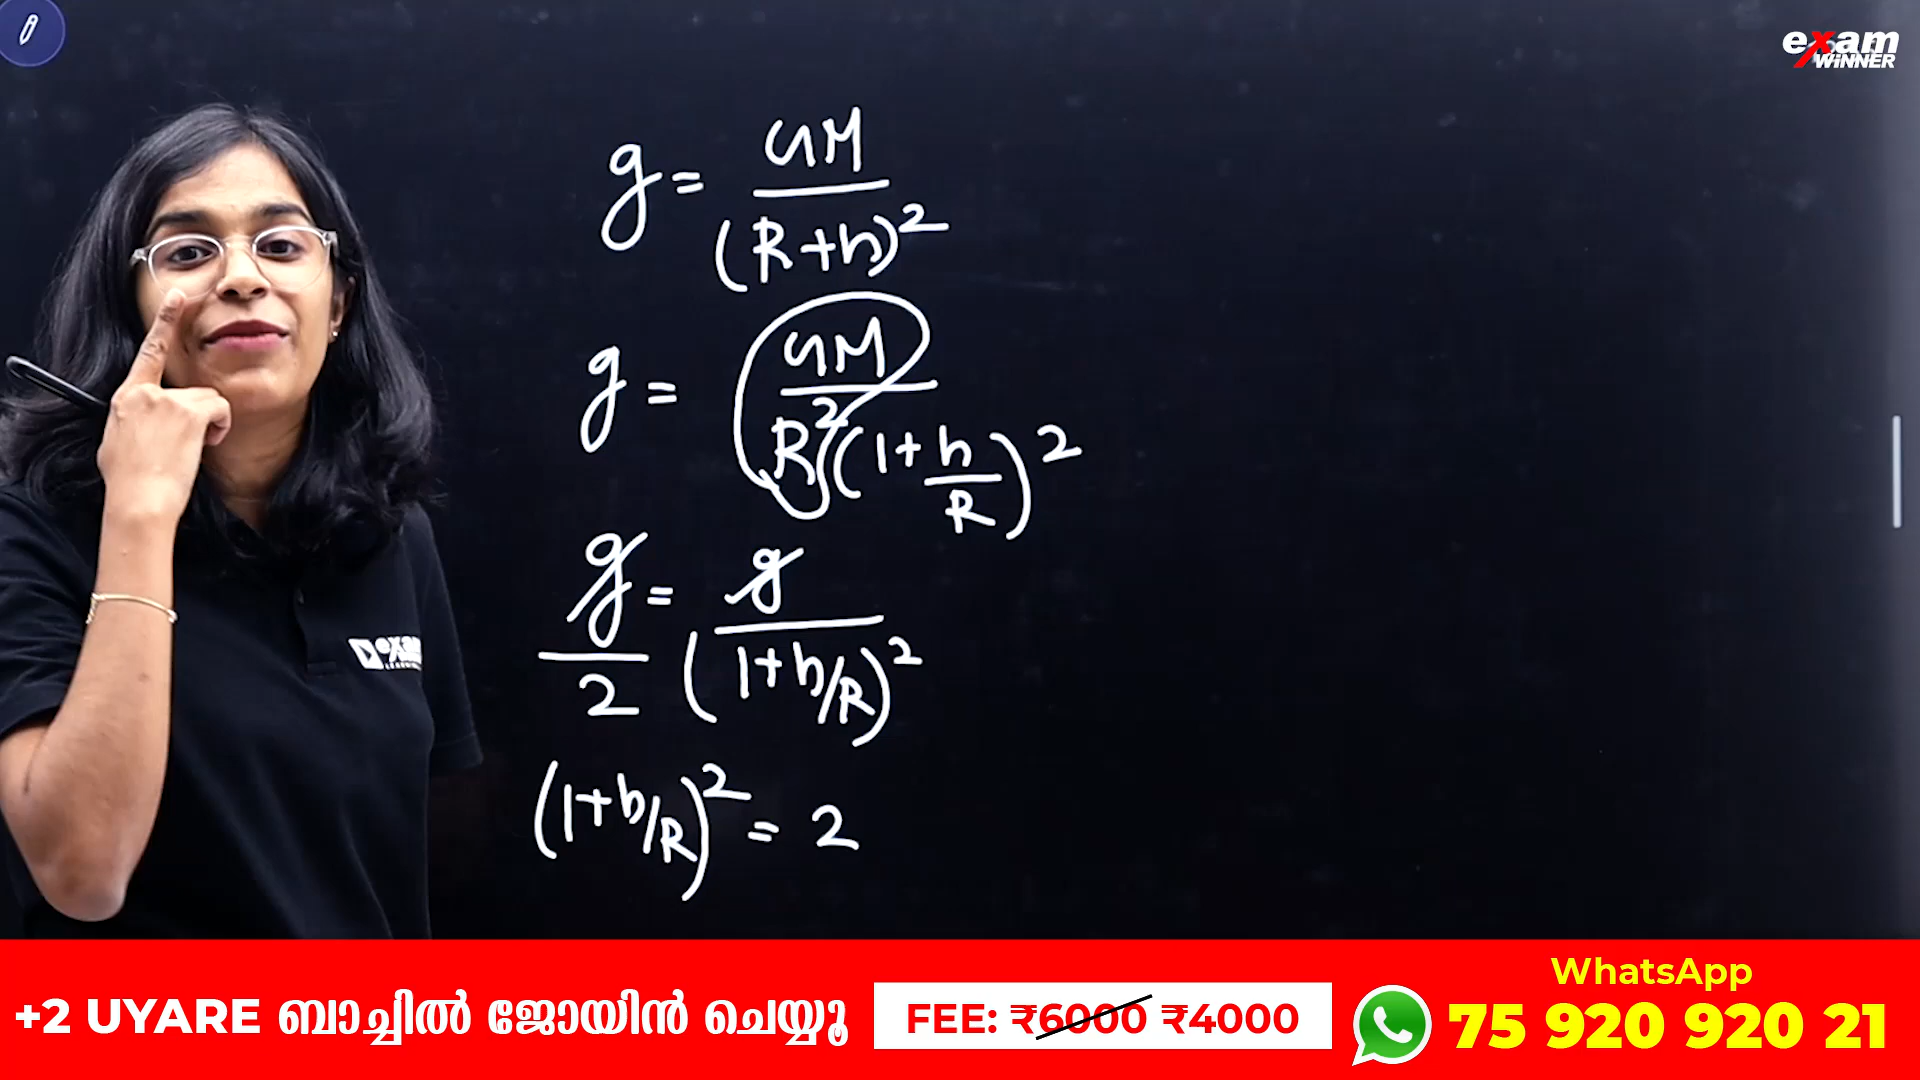 exam
WINNER
g = GM
(R+h)²
g = GM
R²(1+h/R)²
g/2 = g
(1+h/R)²
(1+h/R)² = 2
exam
+2 UYARE ബാച്ചിൽ ജോയിൻ ചെയ്യൂ
FEE: ₹6000 ₹4000
WhatsApp
75 920 920 21